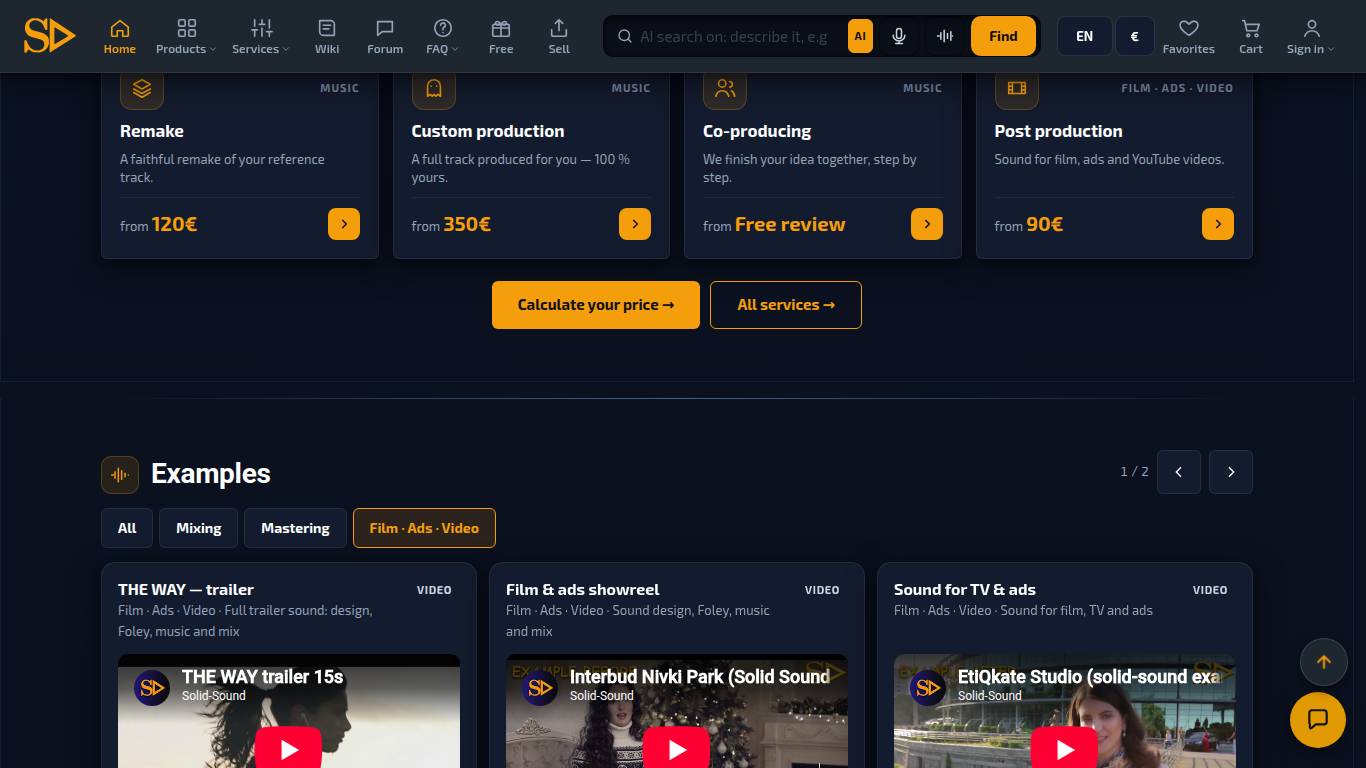 Home
Products
Services
Wiki
Forum
FAQ
Free
Sell
AI search on: describe it, e.g
AI
Find
EN
€
Favorites
Cart
Sign in
MUSIC
Remake
A faithful remake of your reference
track.
from 120€
MUSIC
Custom production
A full track produced for you — 100 %
yours.
from 350€
MUSIC
Co-producing
We finish your idea together, step by
step.
from Free review
FILM · ADS · VIDEO
Post production
Sound for film, ads and YouTube videos.
from 90€
Calculate your price →
All services →
Examples
1 / 2
All
Mixing
Mastering
Film · Ads · Video
THE WAY — trailer
VIDEO
Film · Ads · Video · Full trailer sound: design,
Foley, music and mix
THE WAY trailer 15s
Solid-Sound
Film & ads showreel
VIDEO
Film · Ads · Video · Sound design, Foley, music
and mix
Interbud Nivki Park (Solid Sound
Solid-Sound
Sound for TV & ads
VIDEO
Film · Ads · Video · Sound for film, TV and ads
EtiQkate Studio (solid-sound exa
Solid-Sound